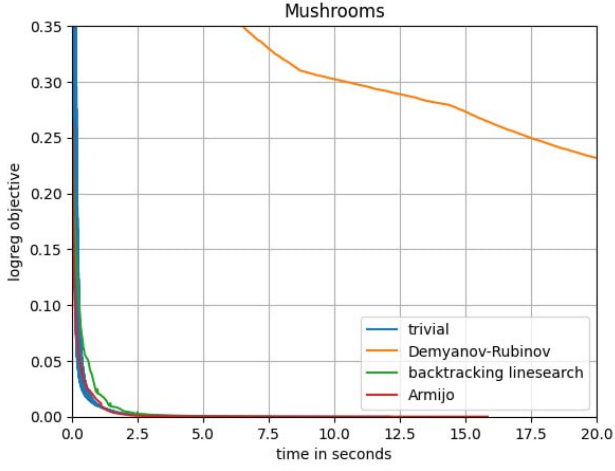 Mushrooms
0.35
0.30
0.25
0.20
0.15
0.10
0.05
0.00
logreg objective
trivial
Demyanov-Rubinov
backtracking linesearch
Armijo
0.0 2.5 5.0 7.5 10.0 12.5 15.0 17.5 20.0
time in seconds